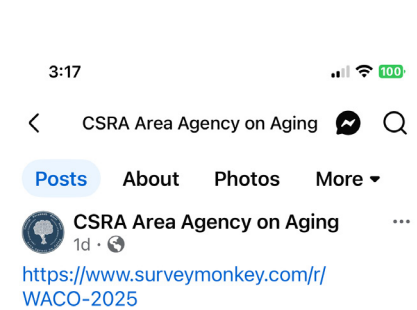 3:17
100
CSRA Area Agency on Aging
Posts About Photos More
CSRA Area Agency on Aging
1d ·
https://www.surveymonkey.com/r/
WACO-2025